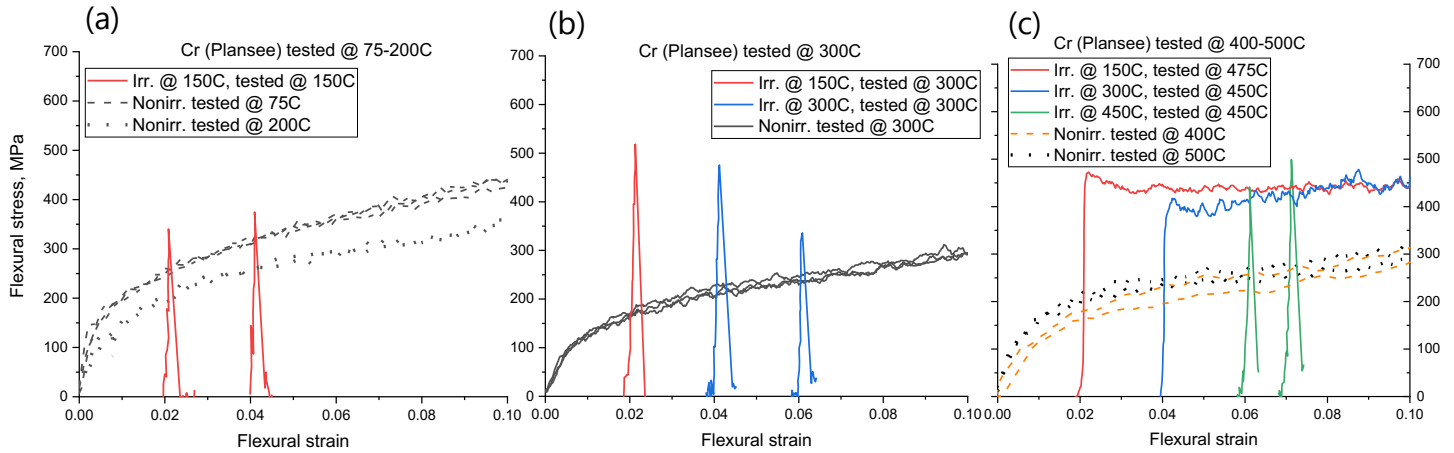 (a)
Cr (Plansee) tested @ 75-200C
Irr. @ 150C, tested @ 150C
Nonirr. tested @ 75C
Nonirr. tested @ 200C
700
600
500
400
300
200
100
0
Flexural stress, MPa
0.00
0.02
0.04
0.06
0.08
0.10
Flexural strain
(b)
Cr (Plansee) tested @ 300C
Irr. @ 150C, tested @ 300C
Irr. @ 300C, tested @ 300C
Nonirr. tested @ 300C
700
600
500
400
300
200
100
0
0.00
0.02
0.04
0.06
0.08
0.10
Flexural strain
(c)
Cr (Plansee) tested @ 400-500C
Irr. @ 150C, tested @ 475C
Irr. @ 300C, tested @ 450C
Irr. @ 450C, tested @ 450C
Nonirr. tested @ 400C
Nonirr. tested @ 500C
700
600
500
400
300
200
100
0
0.00
0.02
0.04
0.06
0.08
0.10
Flexural strain